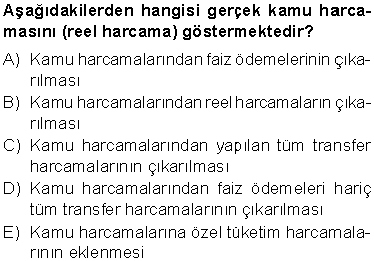 Aşağıdakilerden hangisi gerçek kamu harca-
masını (reel harcama) göstermektedir?
A) Kamu harcamalarından faiz ödemelerinin çıka-
rılması
B) Kamu harcamalarından reel harcamaların çıka-
rılması
C) Kamu harcamalarından yapılan tüm transfer
harcamalarının çıkarılması
D) Kamu harcamalarından faiz ödemeleri hariç
tüm transfer harcamalarının çıkarılması
E) Kamu harcamalarına özel tüketim harcamala-
rının eklenmesi